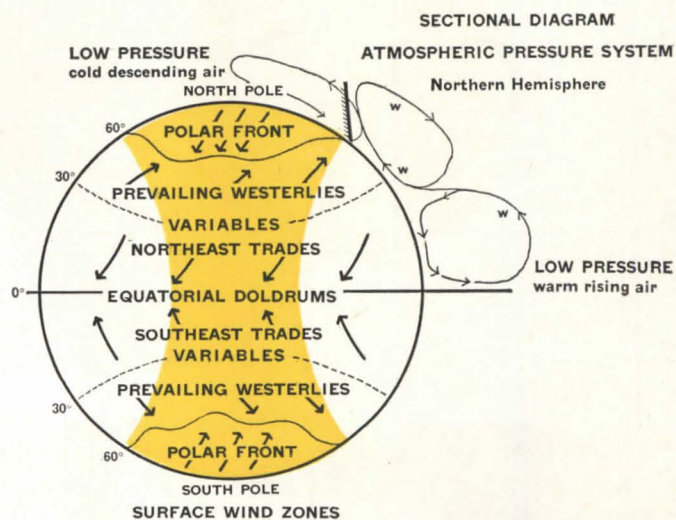 SECTIONAL DIAGRAM
ATMOSPHERIC PRESSURE SYSTEM
Northern Hemisphere
LOW PRESSURE
cold descending air
NORTH POLE
60°
POLAR FRONT
W
W
30°
PREVAILING WESTERLIES
VARIABLES
W
NORTHEAST TRADES
LOW PRESSURE
warm rising air
0°
EQUATORIAL DOLDRUMS
SOUTHEAST TRADES
VARIABLES
PREVAILING WESTERLIES
30°
60°
POLAR FRONT
SOUTH POLE
SURFACE WIND ZONES